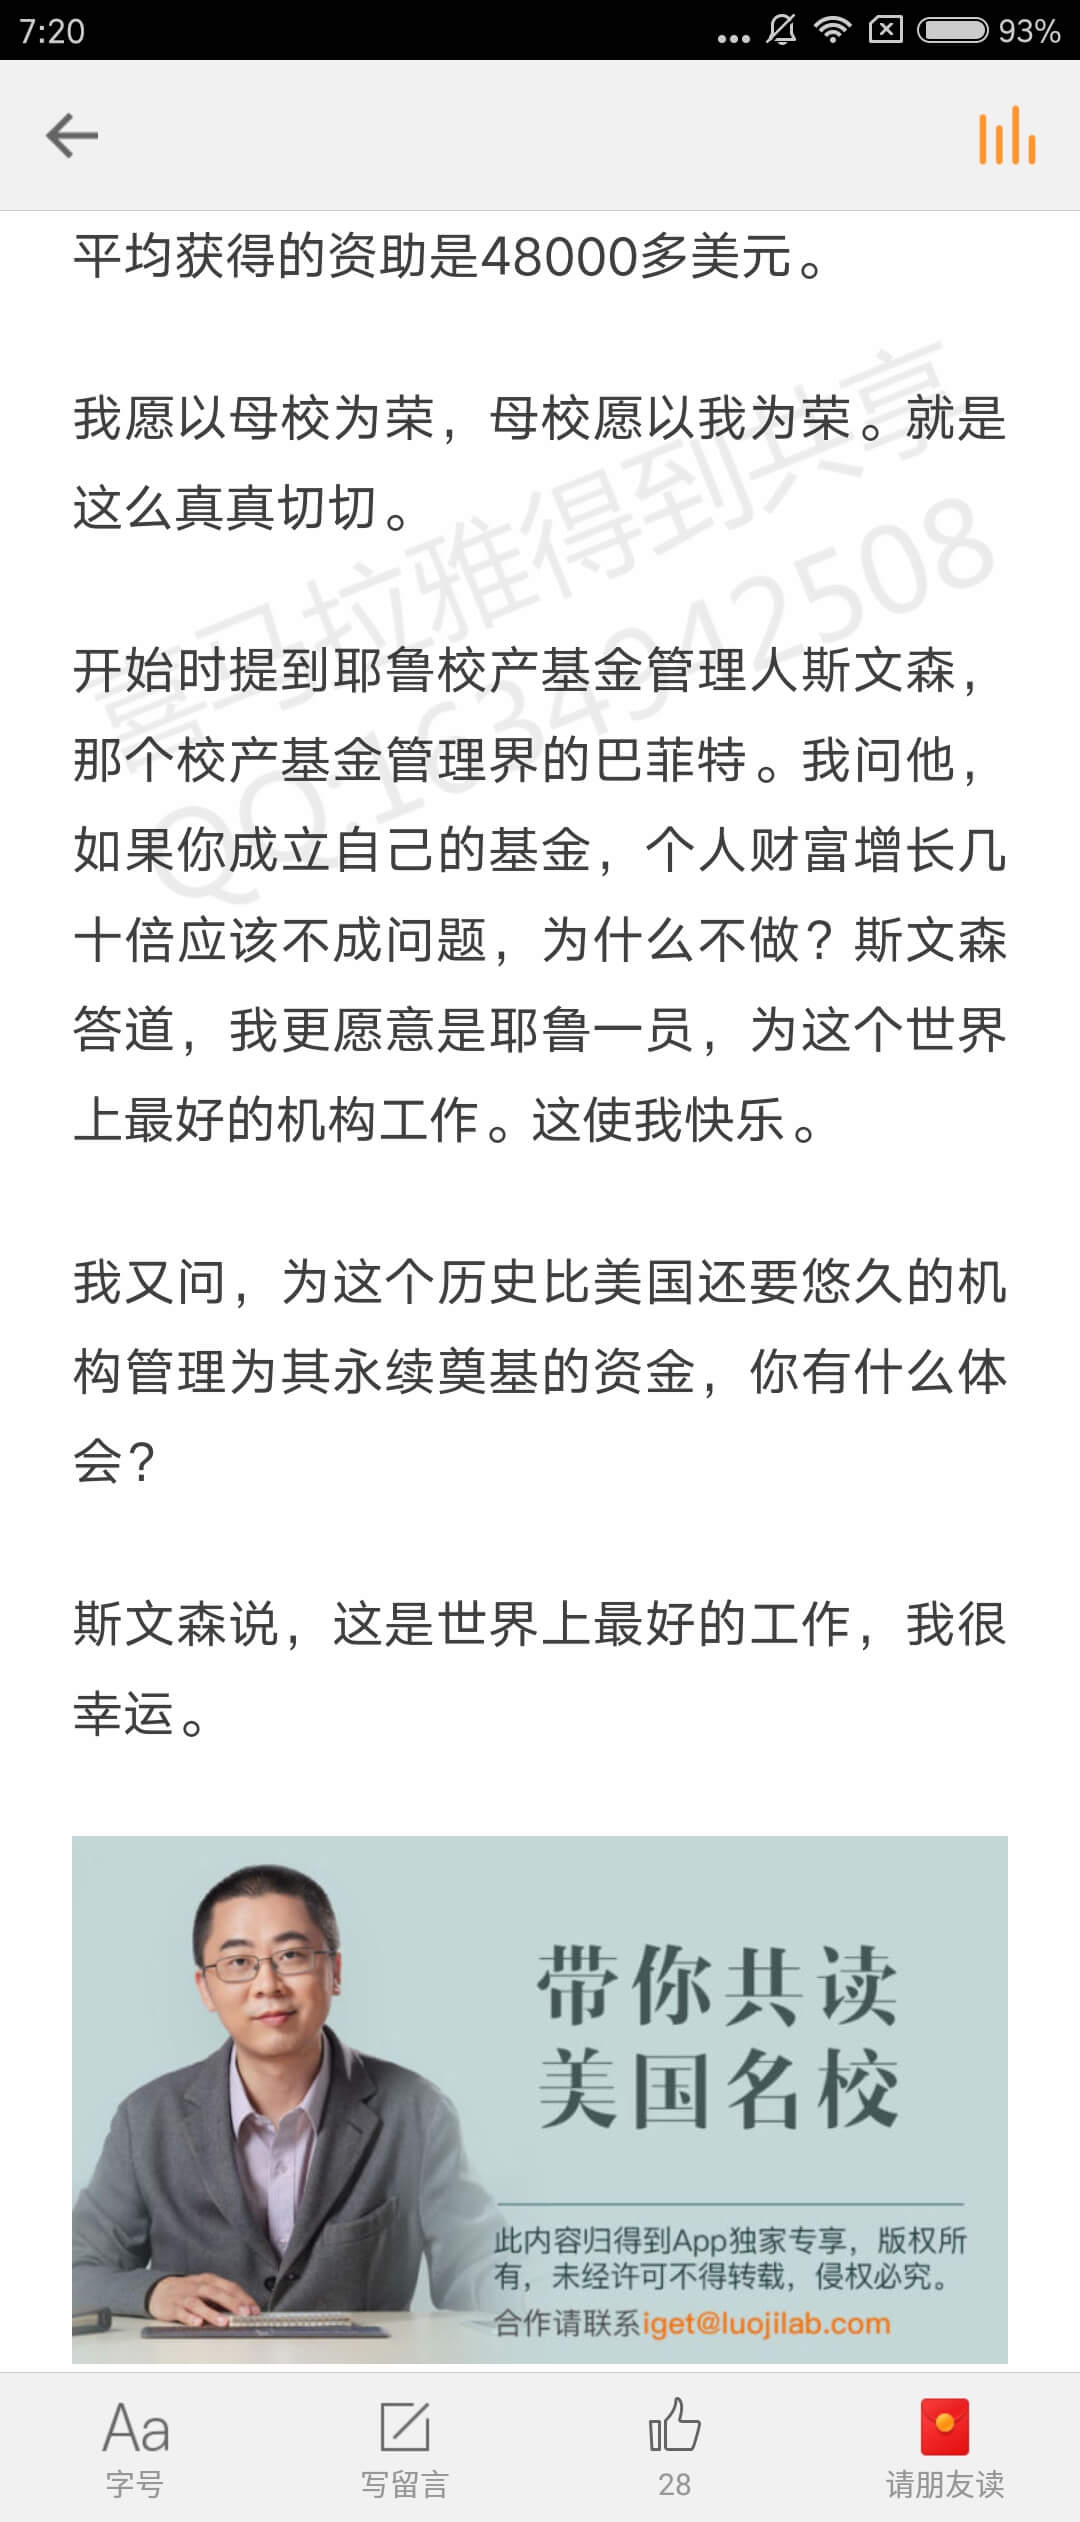 7:20
93%
平均获得的资助是48000多美元。
我愿以母校为荣，母校愿以我为荣。就是
这么真真切切。
喜马拉雅得到共享
QQ:1634942508
开始时提到耶鲁校产基金管理人斯文森，
那个校产基金管理界的巴菲特。我问他，
如果你成立自己的基金，个人财富增长几
十倍应该不成问题，为什么不做？斯文森
答道，我更愿意是耶鲁一员，为这个世界
上最好的机构工作。这使我快乐。
我又问，为这个历史比美国还要悠久的机
构管理为其永续奠基的资金，你有什么体
会？
斯文森说，这是世界上最好的工作，我很
幸运。
带你共读
美国名校
此内容归得到App独家专享，版权所
有，未经许可不得转载，侵权必究。
合作请联系iget@luojilab.com
Aa
字号
写留言
28
请朋友读